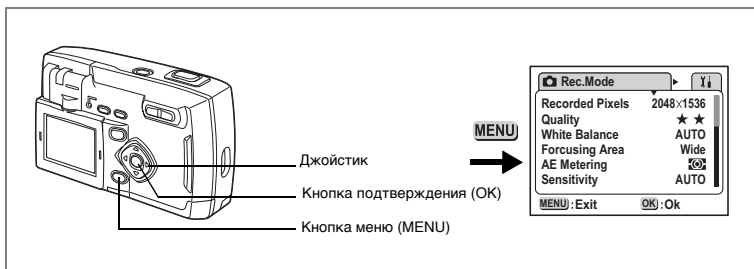 Джойстик
Кнопка подтверждения (OK)
Кнопка меню (MENU)
MENU
Rec.Mode
Recorded Pixels 2048×1536
Quality ★ ★
White Balance AUTO
Forcusing Area Wide
AE Metering
Sensitivity AUTO
MENU : Exit OK : Ok